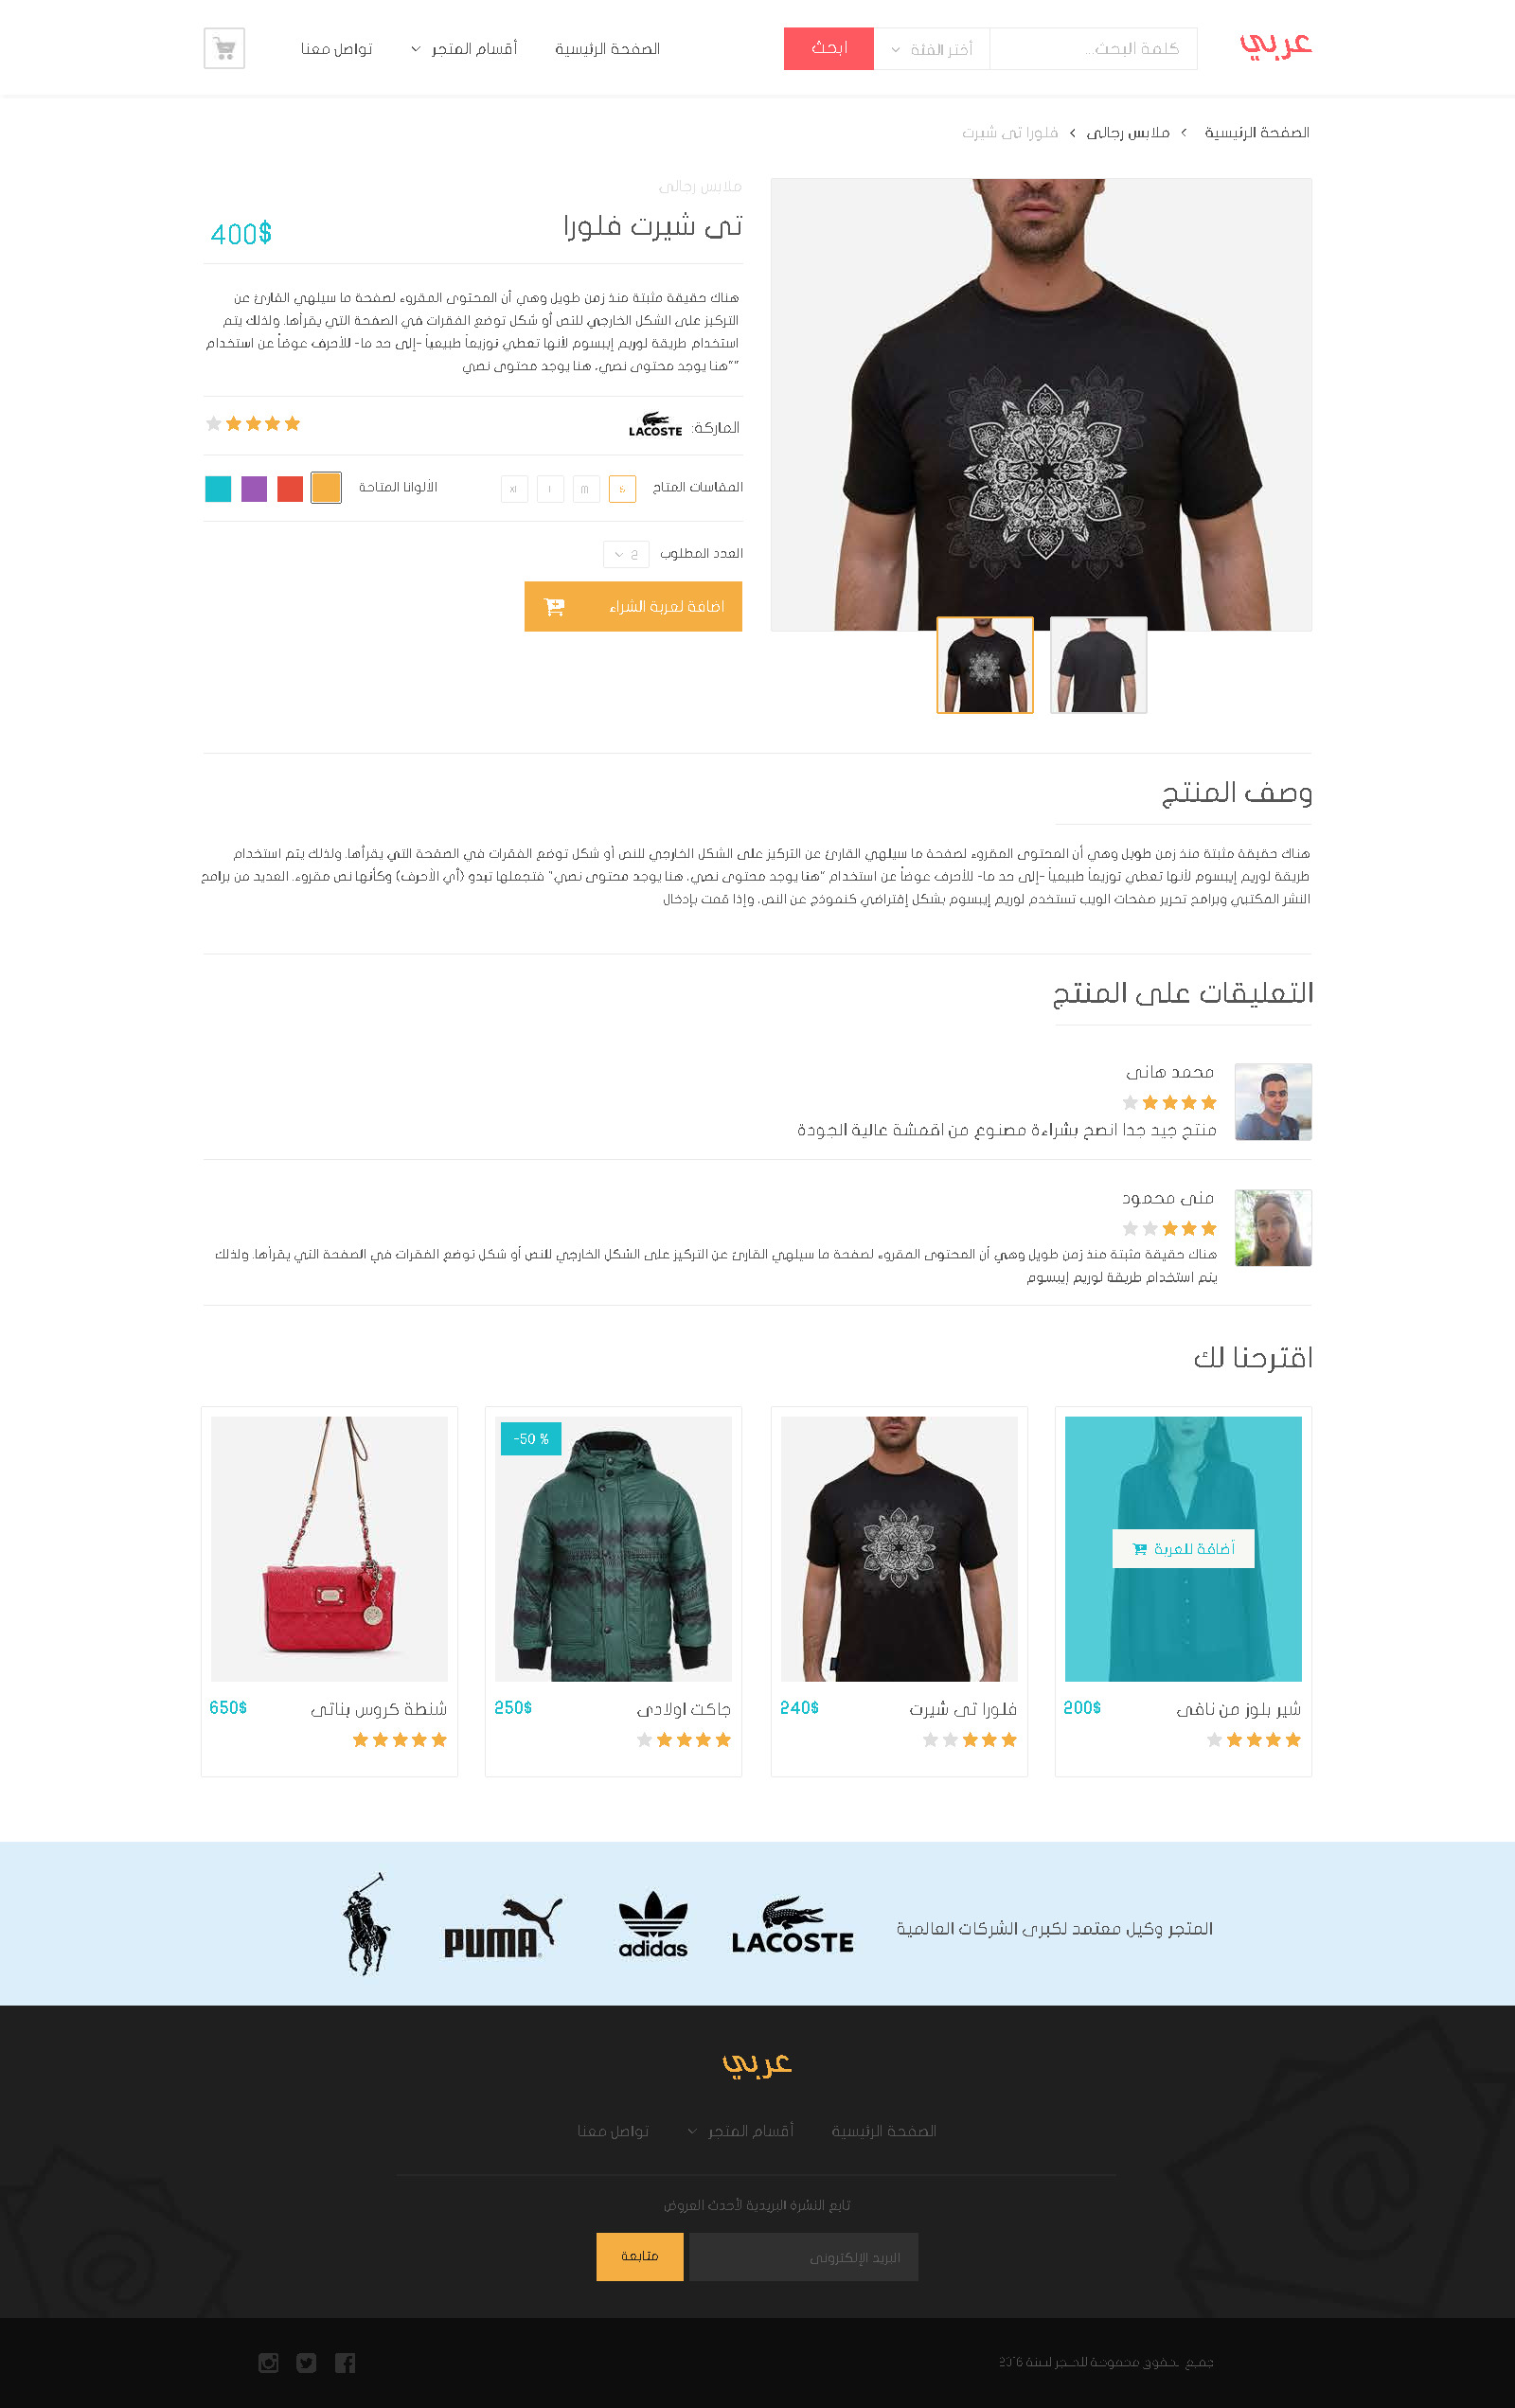 عربي
كلمة البحث...
أختر الفئة
ابحث
الصفحة الرئيسية
أقسام المتجر
تواصل معنا
الصفحة الرئيسية > ملابس رجالى > فلورا تى شيرت
ملابس رجالى
تى شيرت فلورا
400$
هناك حقيقة مثبتة منذ زمن طويل وهي أن المحتوى المقروء لصفحة ما سيلهي القارئ عن
التركيز على الشكل الخارجي للنص أو شكل توضع الفقرات في الصفحة التي يقرأها. ولذلك يتم
استخدام طريقة لوريم إيبسوم لأنها تعطي توزيعاَ طبيعياَ -إلى حد ما- للأحرف عوضاً عن استخدام
""هنا يوجد محتوى نصي، هنا يوجد محتوى نصي
الماركة:
LACOSTE
المقاسات المتاح
M
l
xl
الألوانا المتاحة
العدد المطلوب
اضافة لعربة الشراء
وصف المنتج
هناك حقيقة مثبتة منذ زمن طويل وهي أن المحتوى المقروء لصفحة ما سيلهي القارئ عن التركيز على الشكل الخارجي للنص أو شكل توضع الفقرات في الصفحة التي يقرأها. ولذلك يتم استخدام
طريقة لوريم إيبسوم لأنها تعطي توزيعاَ طبيعياَ -إلى حد ما- للأحرف عوضاً عن استخدام "هنا يوجد محتوى نصي، هنا يوجد محتوى نصي" فتجعلها تبدو (أي الأحرف) وكأنها نص مقروء. العديد من برامح
النشر المكتبي وبرامح تحرير صفحات الويب تستخدم لوريم إيبسوم بشكل إفتراضي كنموذج عن النص، وإذا قمت بإدخال
التعليقات على المنتج
محمد هانى
منتج جيد جدا انصح بشراءة مصنوع من اقمشة عالية الجودة
منى محمود
هناك حقيقة مثبتة منذ زمن طويل وهي أن المحتوى المقروء لصفحة ما سيلهي القارئ عن التركيز على الشكل الخارجي للنص أو شكل توضع الفقرات في الصفحة التي يقرأها. ولذلك
يتم استخدام طريقة لوريم إيبسوم
اقترحنا لك
أضافة للعربة
شير بلوز من نافى
200$
فلورا تى شيرت
240$
-50 %
جاكت اولادى
250$
شنطة كروس بناتى
650$
المتجر وكيل معتمد لكبرى الشركات العالمية
LACOSTE
adidas
PUMA
عربي
الصفحة الرئيسية
أقسام المتجر
تواصل معنا
تابع النشرة البريدية لأحدث العروض
البريد الإلكترونى
متابعة
جميع حقوق محفوظة للمتجر لسنة 2016